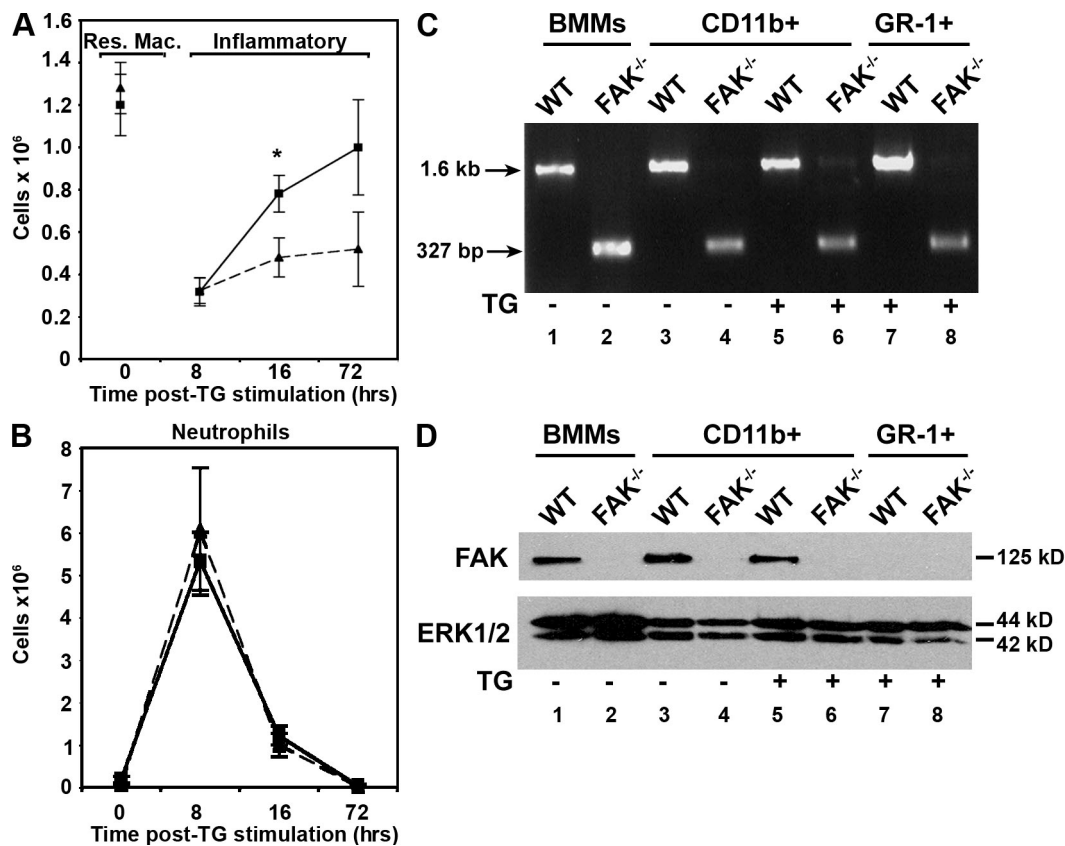 A
1.6
1.4
1.2
1.0
0.8
0.6
0.4
0.2
0
Cells x 10⁶
Res. Mac. Inflammatory
*
0 8 16 72
Time post-TG stimulation (hrs)
B
Neutrophils
8
7
6
5
4
3
2
1
0
Cells x10⁶
0 8 16 72
Time post-TG stimulation (hrs)
C
BMMs CD11b+ GR-1+
WT FAK-/- WT FAK-/- WT FAK-/- WT FAK-/-
1.6 kb
327 bp
TG - - - - + + + +
1 2 3 4 5 6 7 8
D
BMMs CD11b+ GR-1+
WT FAK-/- WT FAK-/- WT FAK-/- WT FAK-/-
FAK 125 kD
ERK1/2 44 kD
42 kD
TG - - - - + + + +
1 2 3 4 5 6 7 8